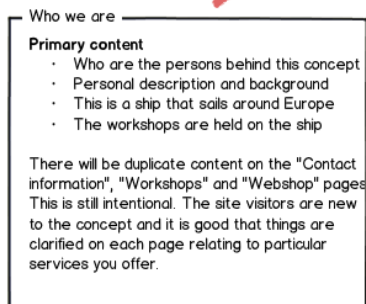 Who we are
Primary content
· Who are the persons behind this concept
· Personal description and background
· This is a ship that sails around Europe
· The workshops are held on the ship
There will be duplicate content on the "Contact
information", "Workshops" and "Webshop" pages
This is still intentional. The site visitors are new
to the concept and it is good that things are
clarified on each page relating to particular
services you offer.